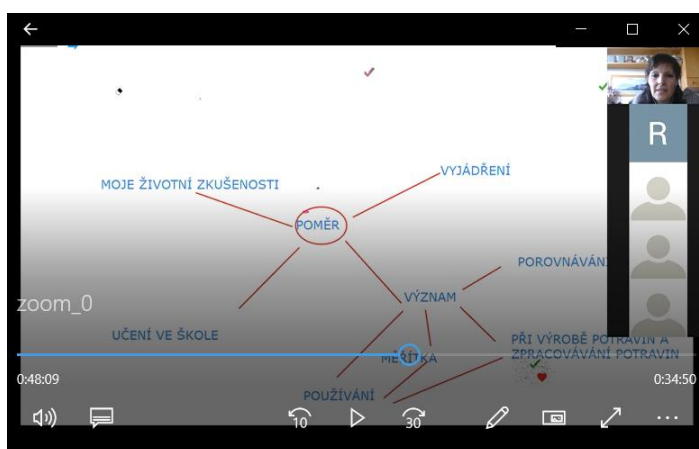 R
VYJÁDŘENÍ
MOJE ŽIVOTNÍ ZKUŠENOSTI
POMĚR
POROVNÁVÁNÍ
VÝZNAM
zoom_0
UČENÍ VE ŠKOLE
PŘI VÝROBĚ POTRAVIN A
ZPRACOVÁVÁNÍ POTRAVIN
MĚŘÍTKA
0:48:09
0:34:50
POUŽÍVÁNÍ
10
30